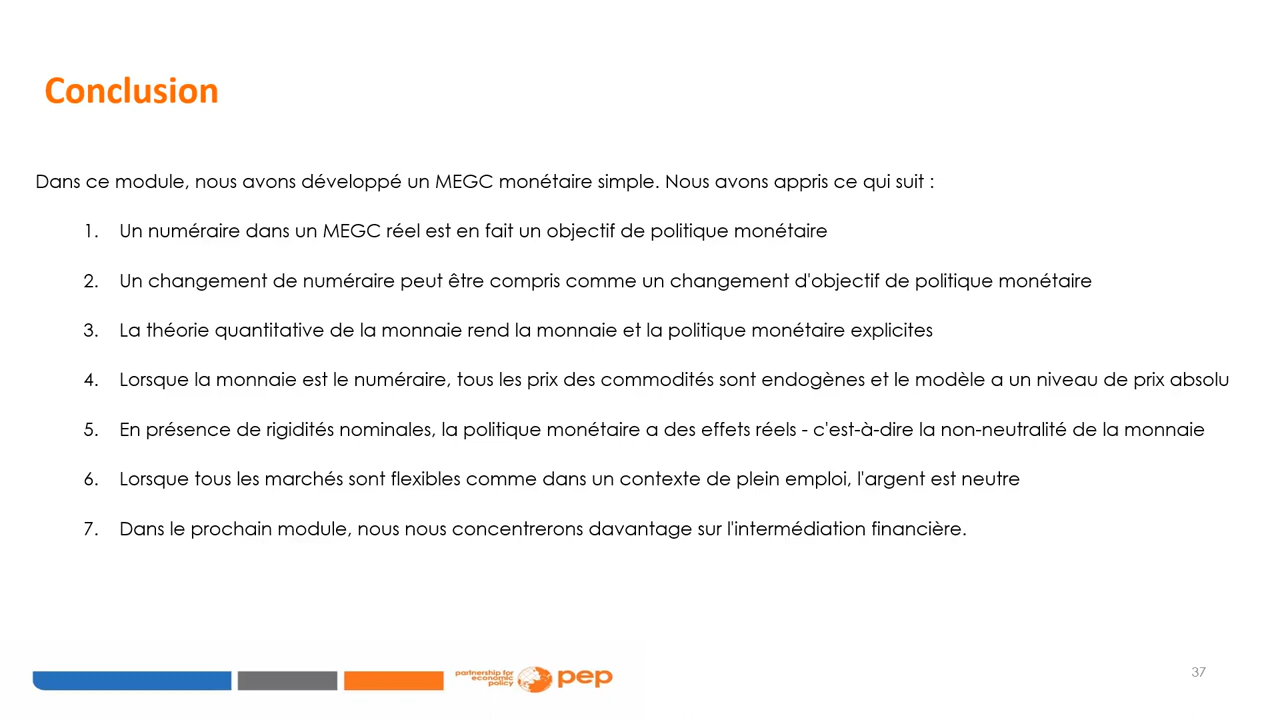 Conclusion
Dans ce module, nous avons développé un MEGC monétaire simple. Nous avons appris ce qui suit :
1. Un numéraire dans un MEGC réel est en fait un objectif de politique monétaire
2. Un changement de numéraire peut être compris comme un changement d'objectif de politique monétaire
3. La théorie quantitative de la monnaie rend la monnaie et la politique monétaire explicites
4. Lorsque la monnaie est le numéraire, tous les prix des commodités sont endogènes et le modèle a un niveau de prix absolu
5. En présence de rigidités nominales, la politique monétaire a des effets réels - c'est-à-dire la non-neutralité de la monnaie
6. Lorsque tous les marchés sont flexibles comme dans un contexte de plein emploi, l'argent est neutre
7. Dans le prochain module, nous nous concentrerons davantage sur l'intermédiation financière.
partnership for
economic
policy
pep
37